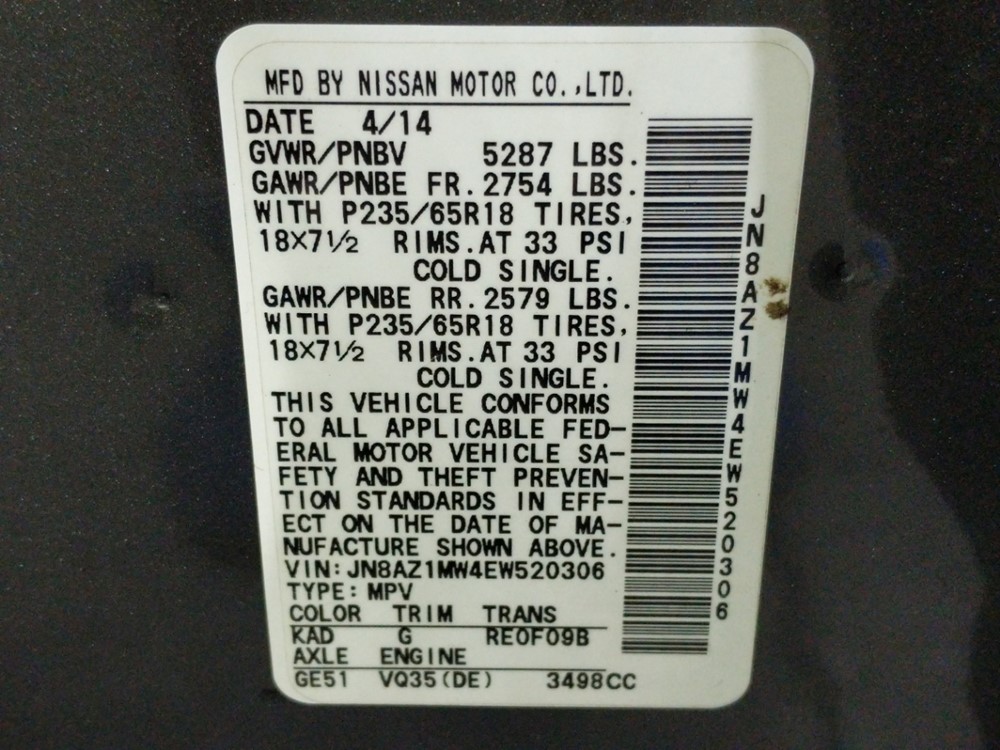 MFD BY NISSAN MOTOR CO.,LTD.
DATE 4/14
GVWR/PNBV 5287 LBS.
GAWR/PNBE FR. 2754 LBS.
WITH P235/65R18 TIRES,
18×7½ RIMS. AT 33 PSI
COLD SINGLE.
GAWR/PNBE RR. 2579 LBS.
WITH P235/65R18 TIRES,
18×7½ RIMS. AT 33 PSI
COLD SINGLE.
THIS VEHICLE CONFORMS
TO ALL APPLICABLE FED-
ERAL MOTOR VEHICLE SA-
FETY AND THEFT PREVEN-
TION STANDARDS IN EFF-
ECT ON THE DATE OF MA-
NUFACTURE SHOWN ABOVE.
VIN: JN8AZ1MW4EW520306
TYPE: MPV
COLOR TRIM TRANS
KAD G RE0F09B
AXLE ENGINE
GE51 VQ35(DE) 3498CC
JN8AZ1MW4EW520306